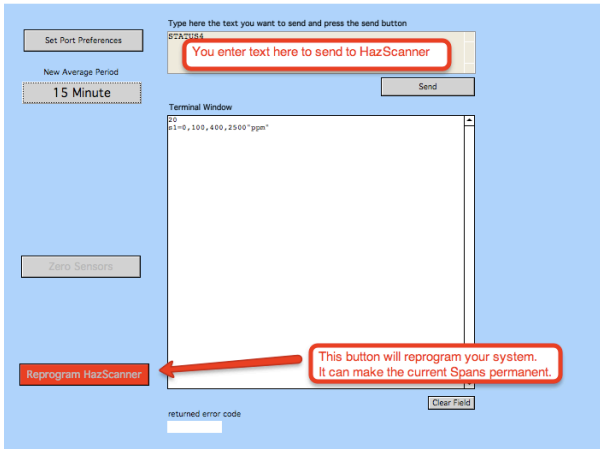 Type here the text you want to send and press the send button
Set Port Preferences
STATUS4
You enter text here to send to HazScanner
New Average Period
15 Minute
Send
Terminal Window
20
s1=0,100,400,2500"ppm"
Zero Sensors
Reprogram HazScanner
This button will reprogram your system.
It can make the current Spans permanent.
Clear Field
returned error code